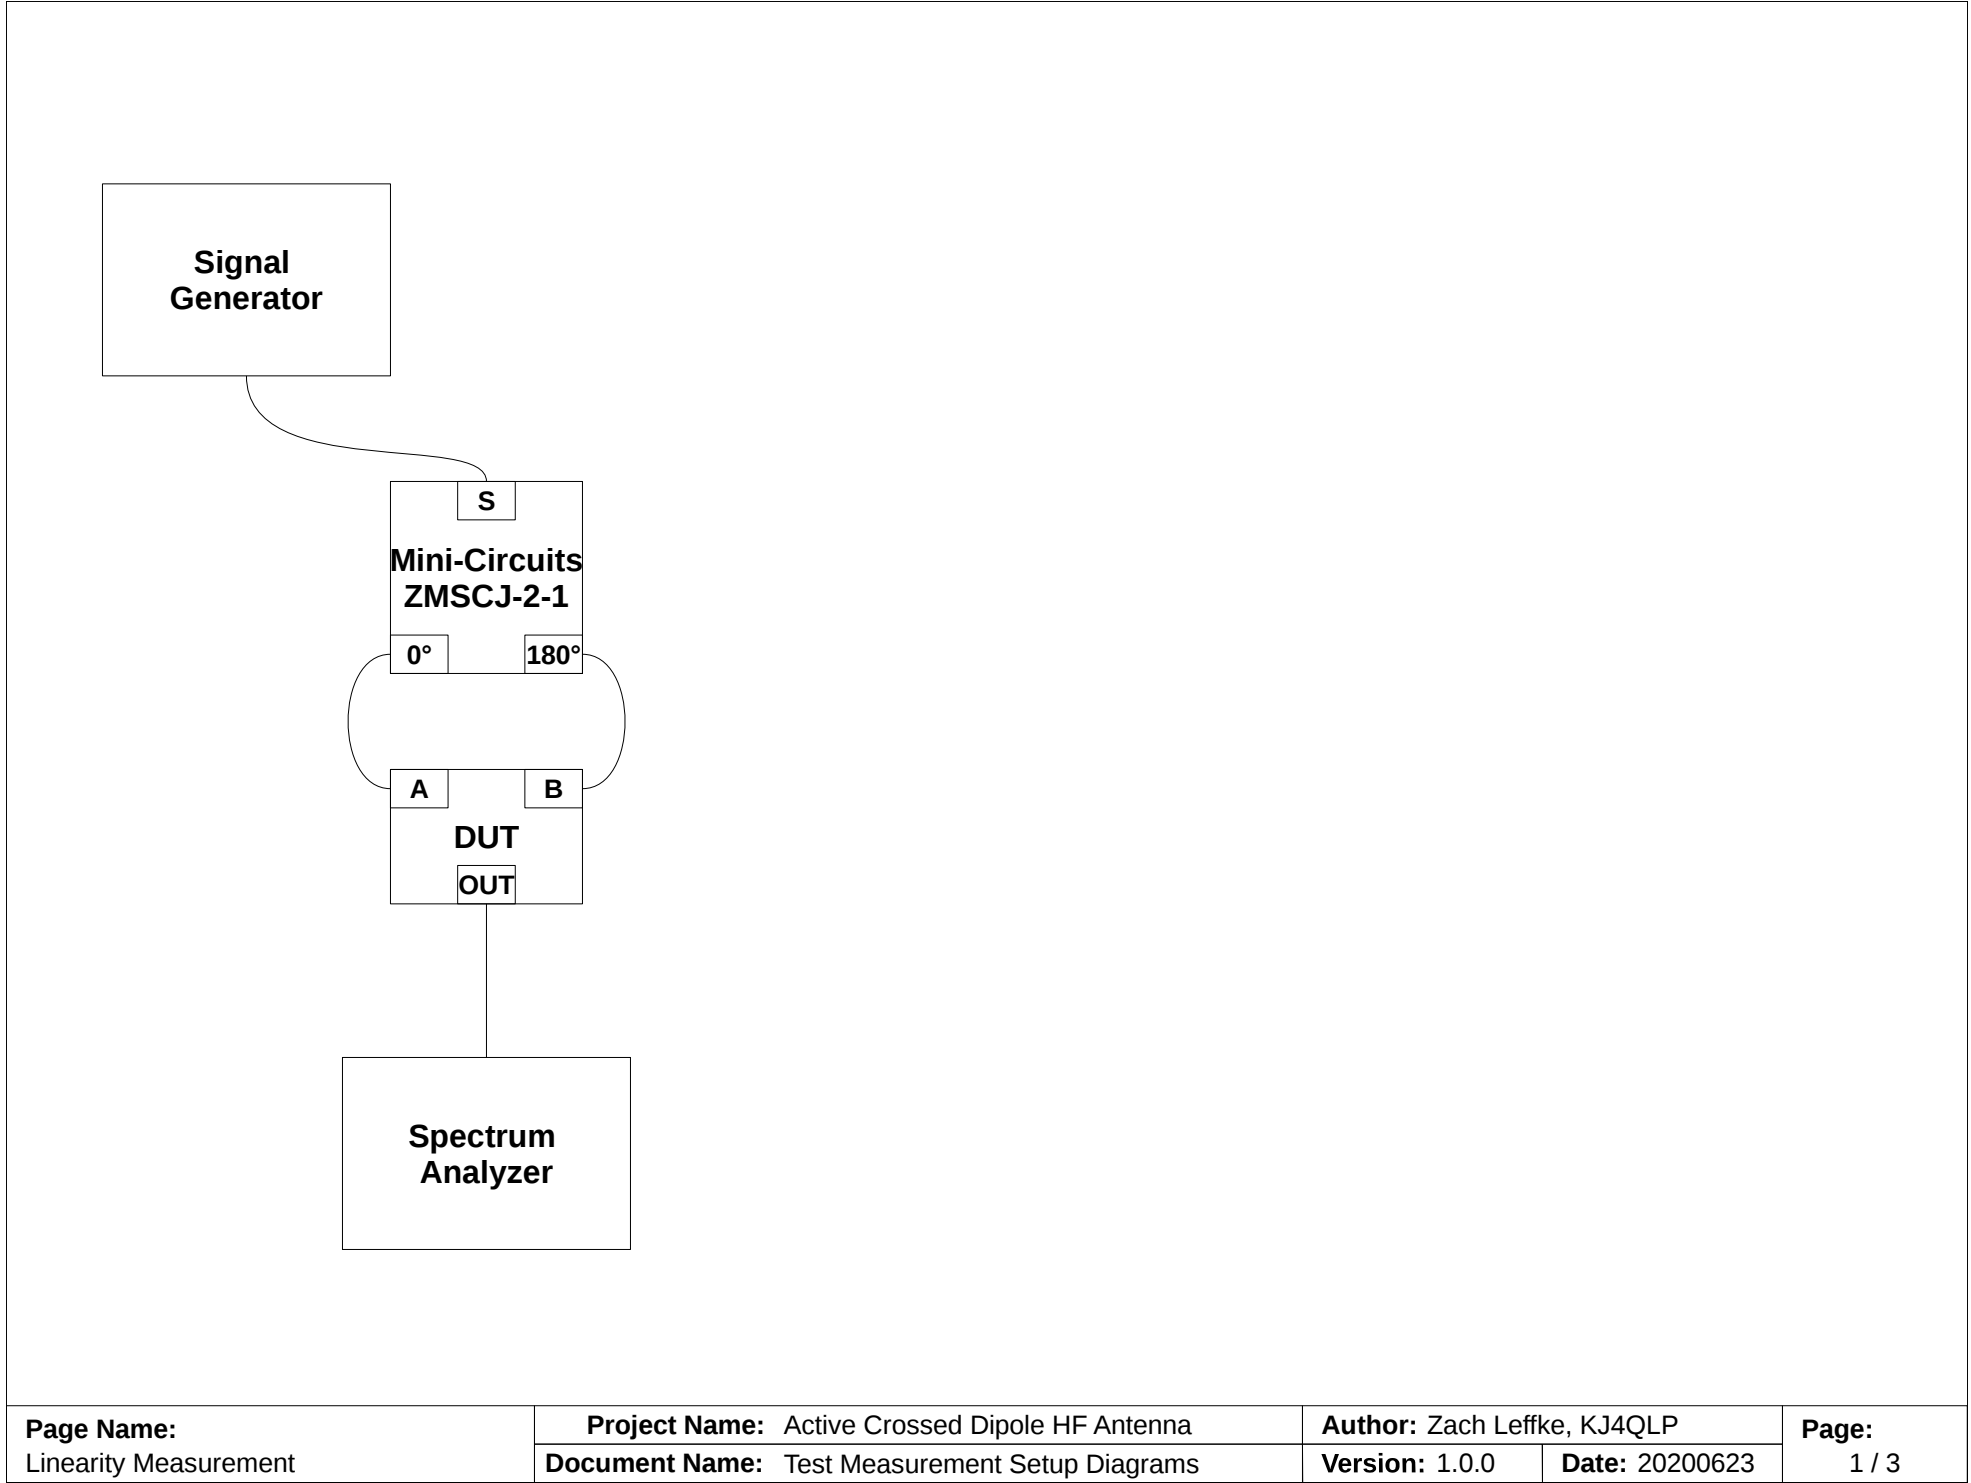 Signal
Generator
S
Mini-Circuits
ZMSCJ-2-1
0°
180°
A
B
DUT
OUT
Spectrum
Analyzer
Page Name:
Linearity Measurement
Project Name: Active Crossed Dipole HF Antenna
Document Name: Test Measurement Setup Diagrams
Author: Zach Leffke, KJ4QLP
Version: 1.0.0
Date: 20200623
Page:
1 / 3